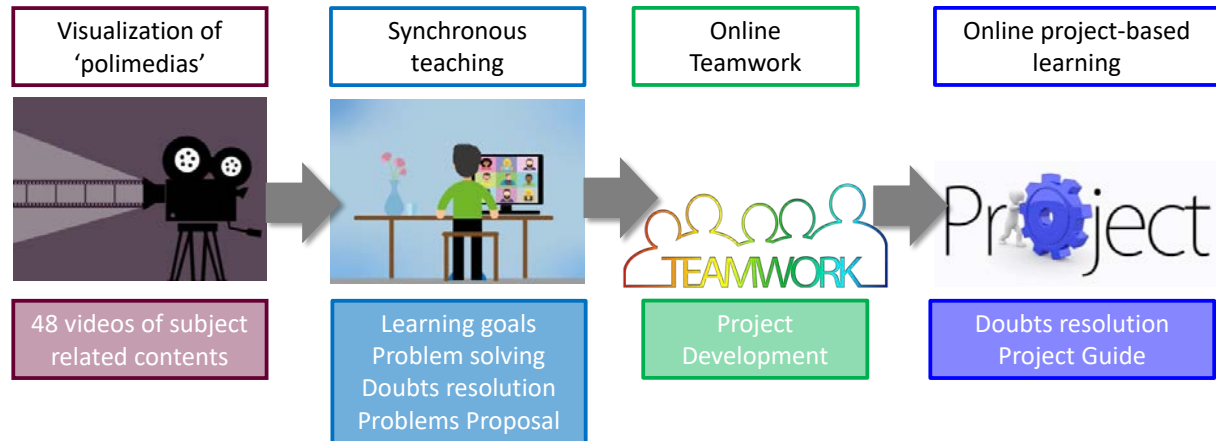 Visualization of
‘polimedias’
Synchronous
teaching
Online
Teamwork
Online project-based
learning
TEAMWORK
Project
48 videos of subject
related contents
Learning goals
Problem solving
Doubts resolution
Problems Proposal
Project
Development
Doubts resolution
Project Guide